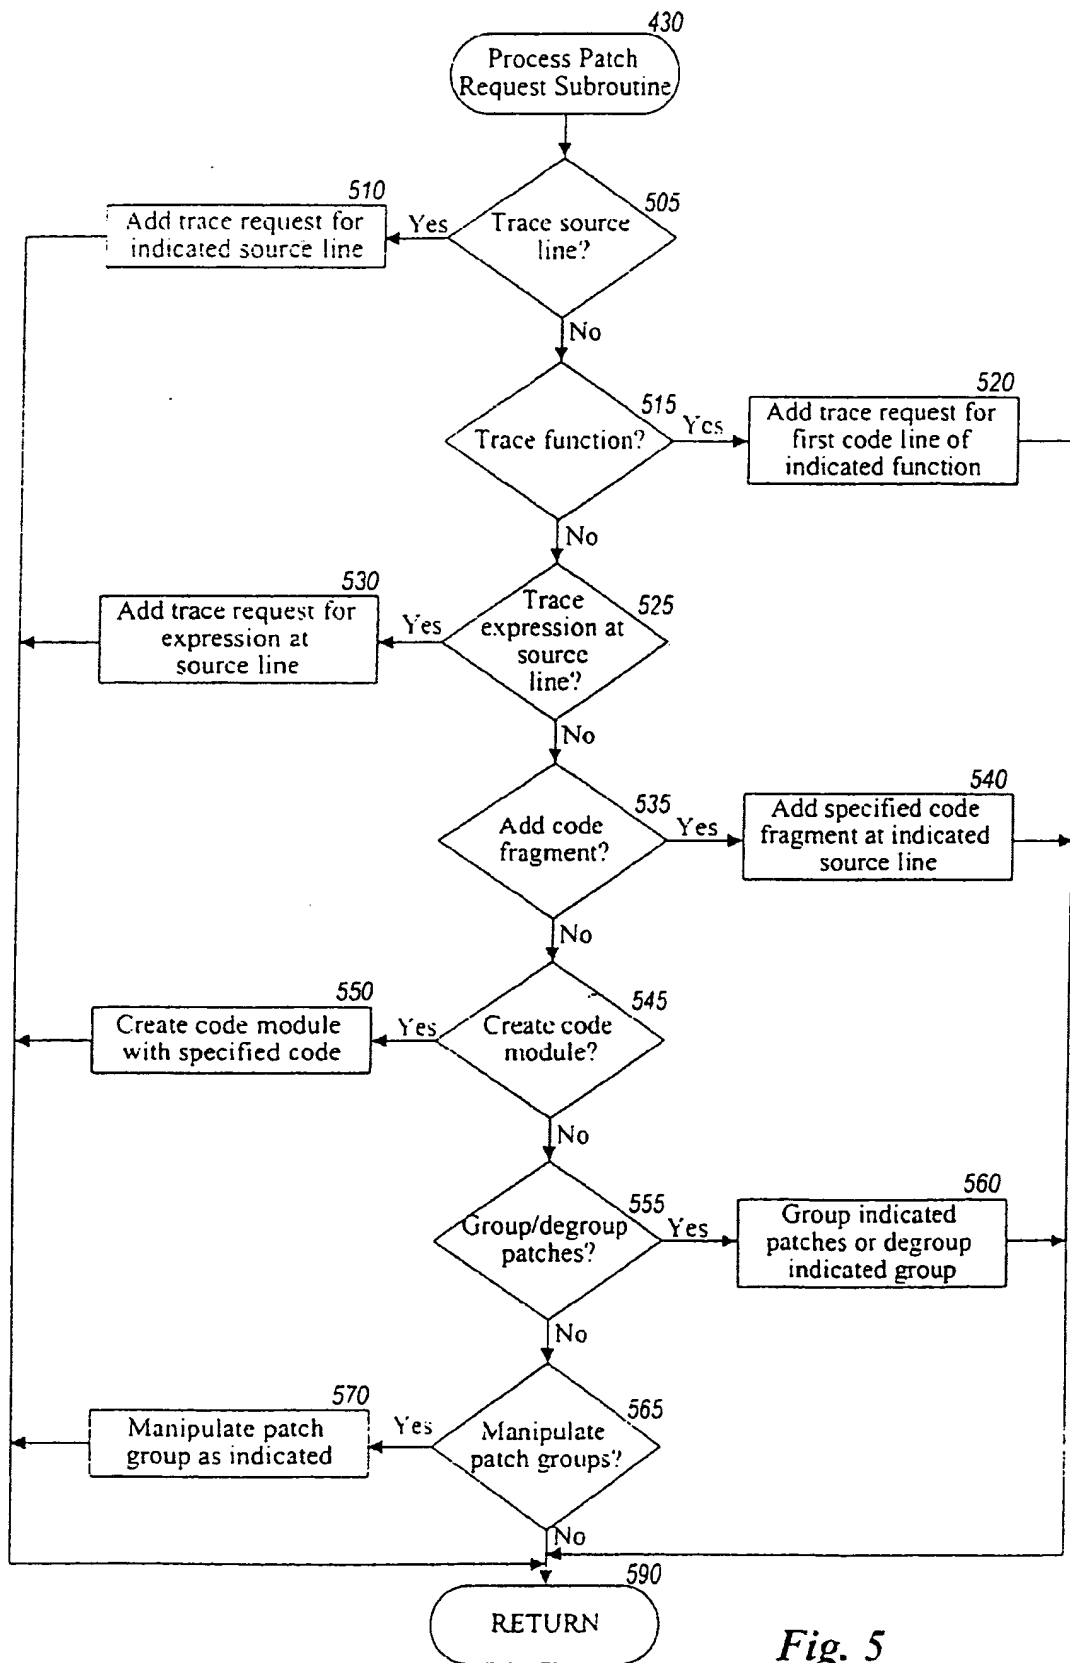 430
Process Patch
Request Subroutine
505
Trace source
line?
Yes
510
Add trace request for
indicated source line
No
515
Trace function?
Yes
520
Add trace request for
first code line of
indicated function
No
525
Trace
expression at
source
line?
Yes
530
Add trace request for
expression at
source line
No
535
Add code
fragment?
Yes
540
Add specified code
fragment at indicated
source line
No
545
Create code
module?
Yes
550
Create code module
with specified code
No
555
Group/degroup
patches?
Yes
560
Group indicated
patches or degroup
indicated group
No
565
Manipulate
patch groups?
Yes
570
Manipulate patch
group as indicated
No
590
RETURN
Fig. 5